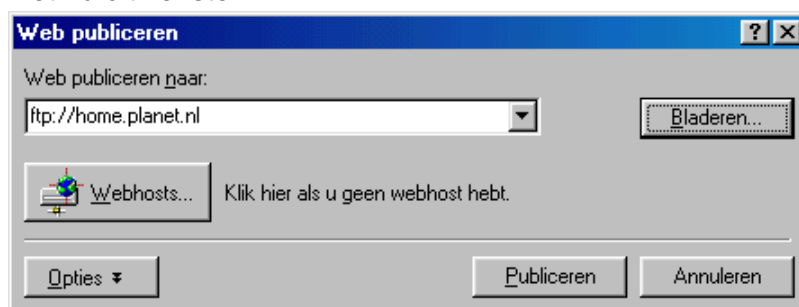 Web publiceren
Web publiceren naar:
ftp://home.planet.nl
Bladeren...
Webhosts...
Klik hier als u geen webhost hebt.
Opties
Publiceren
Annuleren